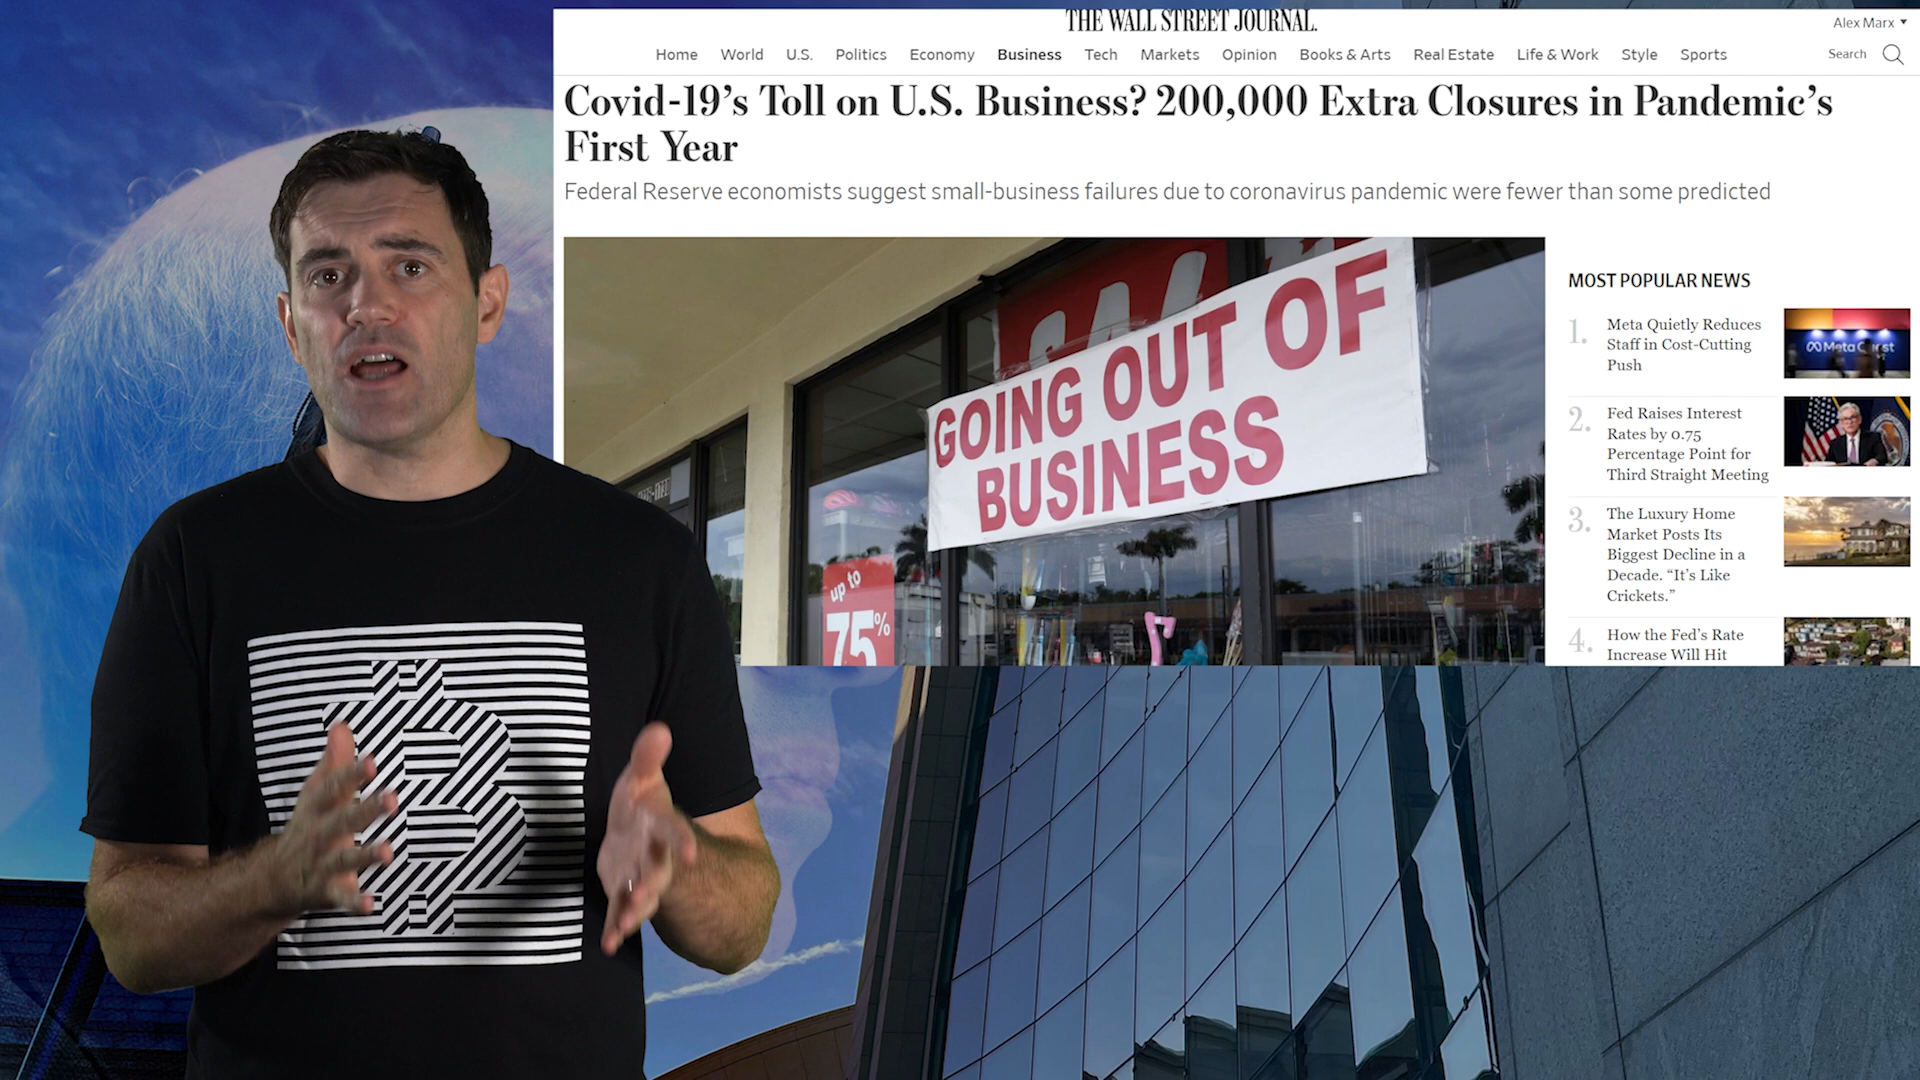 THE WALL STREET JOURNAL.
Alex Marx
Home World U.S. Politics Economy Business Tech Markets Opinion Books & Arts Real Estate Life & Work Style Sports
Search
Covid-19’s Toll on U.S. Business? 200,000 Extra Closures in Pandemic’s
First Year
Federal Reserve economists suggest small-business failures due to coronavirus pandemic were fewer than some predicted
GOING OUT OF
BUSINESS
up to
75%
MOST POPULAR NEWS
1. Meta Quietly Reduces
Staff in Cost-Cutting
Push
Meta
2. Fed Raises Interest
Rates by 0.75
Percentage Point for
Third Straight Meeting
3. The Luxury Home
Market Posts Its
Biggest Decline in a
Decade. “It’s Like
Crickets.”
4. How the Fed’s Rate
Increase Will Hit